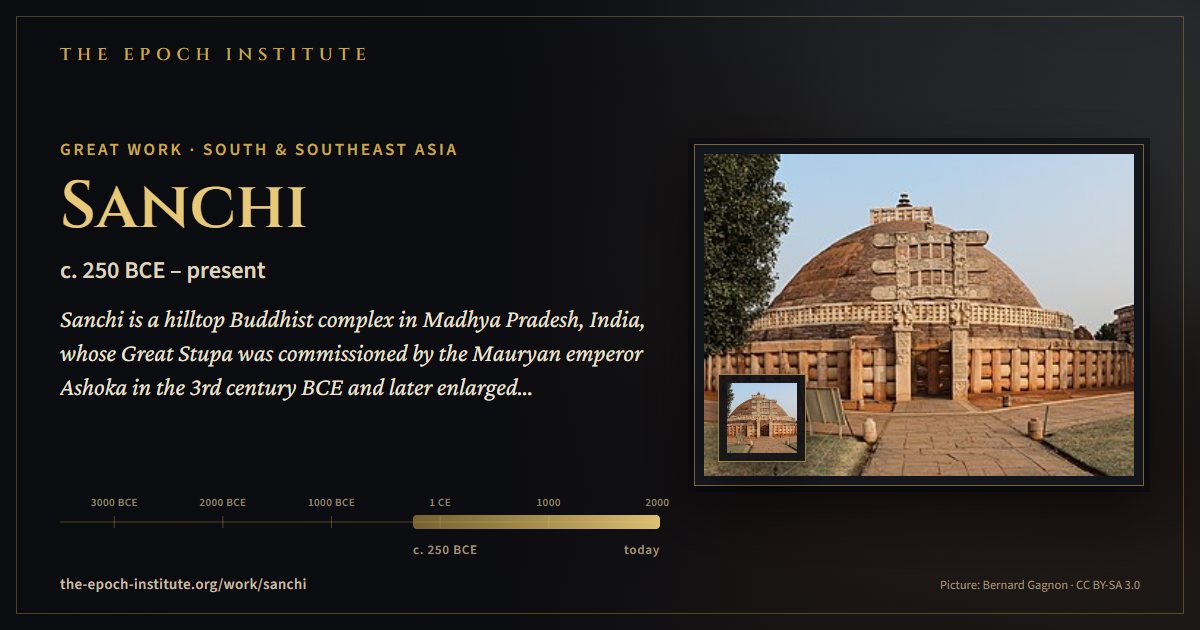 THE EPOCH INSTITUTE
GREAT WORK · SOUTH & SOUTHEAST ASIA
SANCHI
c. 250 BCE – present
Sanchi is a hilltop Buddhist complex in Madhya Pradesh, India,
whose Great Stupa was commissioned by the Mauryan emperor
Ashoka in the 3rd century BCE and later enlarged...
3000 BCE 2000 BCE 1000 BCE 1 CE 1000 2000
c. 250 BCE today
the-epoch-institute.org/work/sanchi
Picture: Bernard Gagnon · CC BY-SA 3.0